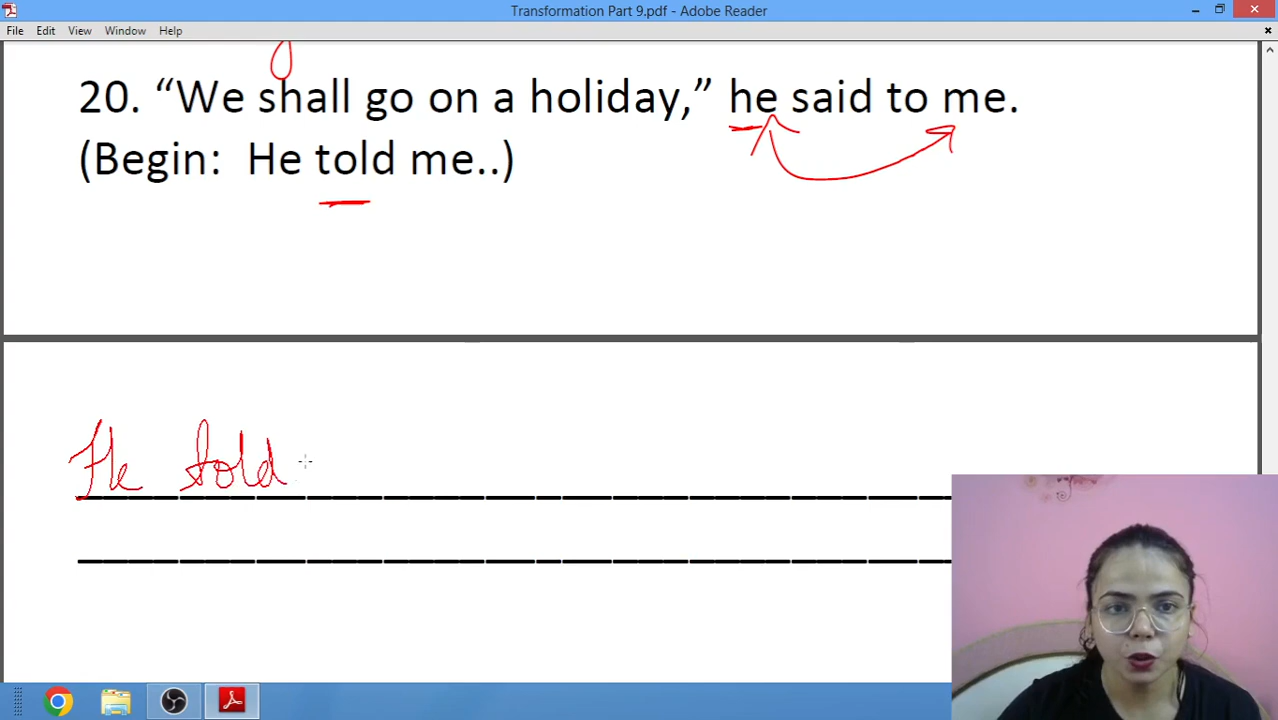 Transformation Part 9.pdf - Adobe Reader
File Edit View Window Help
20. “We shall go on a holiday,” he said to me.
(Begin: He told me..)
He told